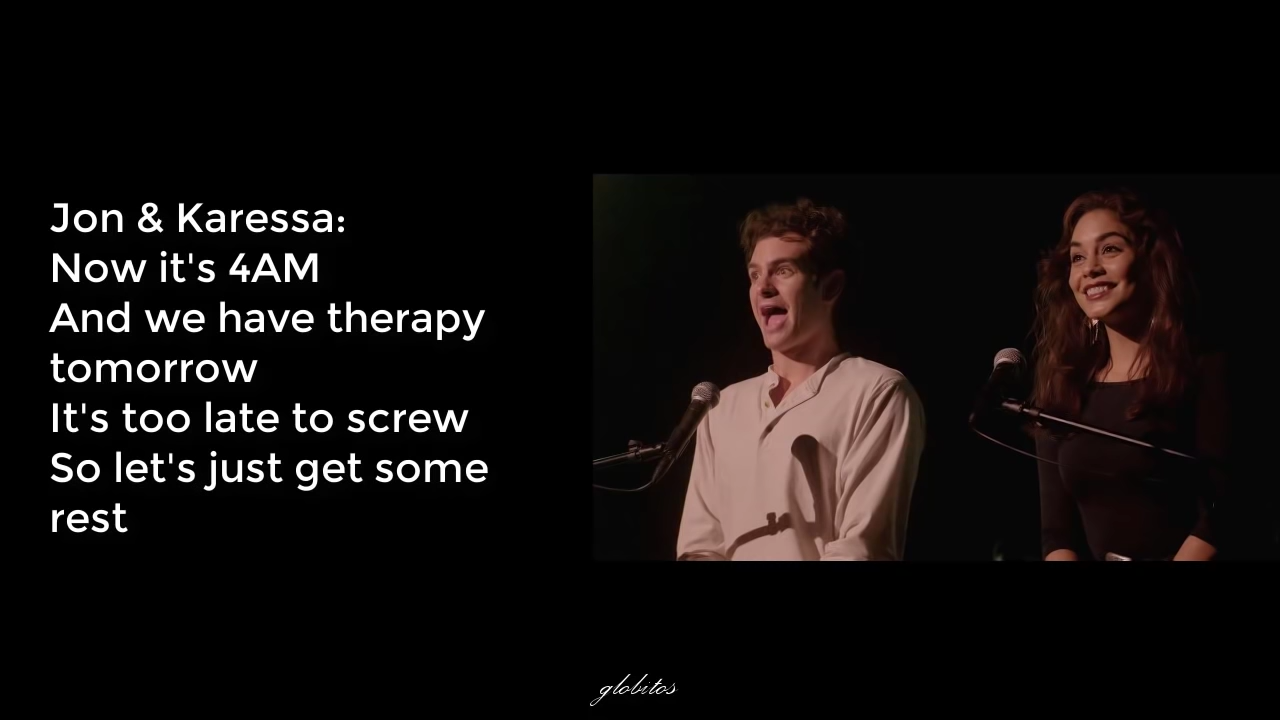 Jon & Karessa:
Now it's 4AM
And we have therapy
tomorrow
It's too late to screw
So let's just get some
rest
globitos